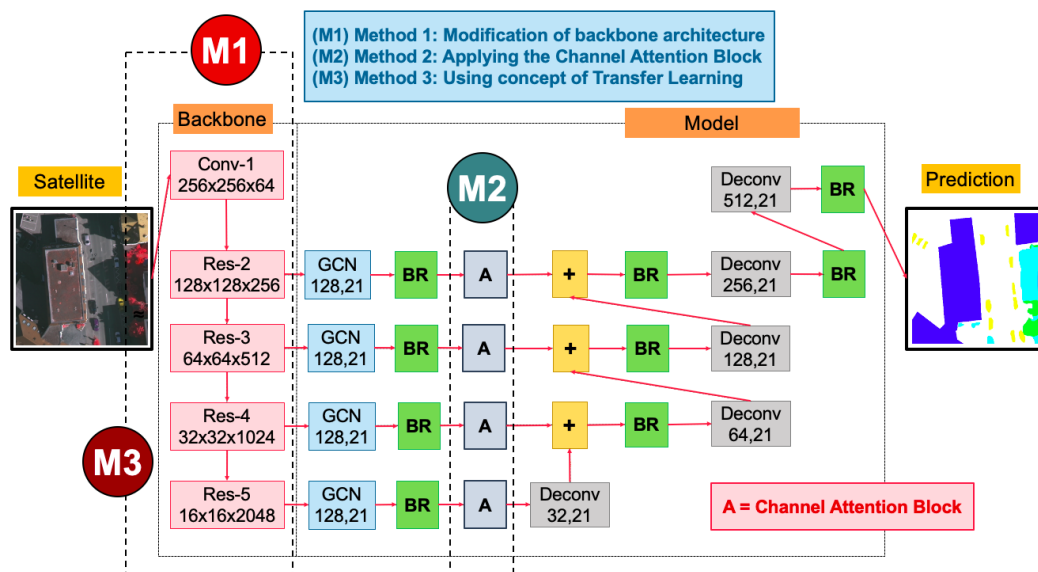 M1
(M1) Method 1: Modification of backbone architecture
(M2) Method 2: Applying the Channel Attention Block
(M3) Method 3: Using concept of Transfer Learning
Backbone
Model
Satellite
Conv-1
256x256x64
M2
Deconv
512,21
BR
Prediction
Res-2
128x128x256
GCN
128,21
BR
A
+
BR
Deconv
256,21
BR
Res-3
64x64x512
GCN
128,21
BR
A
+
BR
Deconv
128,21
M3
Res-4
32x32x1024
GCN
128,21
BR
A
+
BR
Deconv
64,21
Res-5
16x16x2048
GCN
128,21
BR
A
Deconv
32,21
A = Channel Attention Block